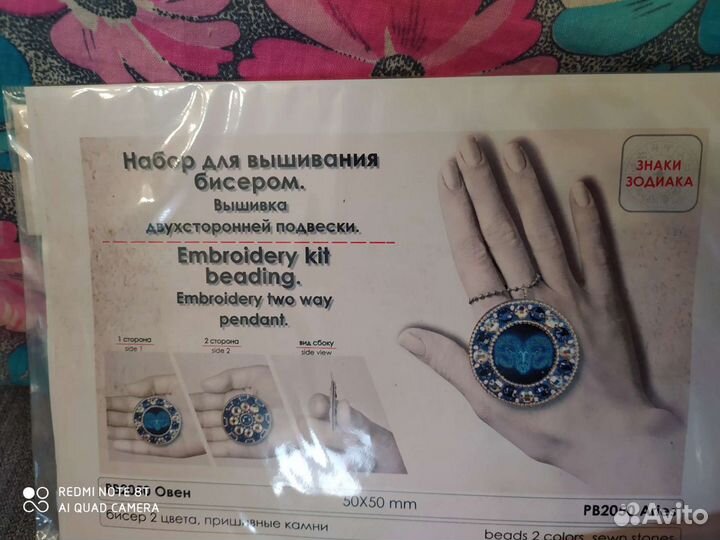 Набор для вышивания
бисером.
Вышивка
двухсторонней подвески.
Embroidery kit
beading.
Embroidery two way
pendant.
ЗНАКИ
ЗОДИАКА
1 сторона
side 1
2 сторона
side 2
вид сбоку
side view
Овен
50X50 mm
Aries
бисер 2 цвета, пришивные камни
beads 2 colors, sewn stones
REDMI NOTE 8T
AI QUAD CAMERA
Avito